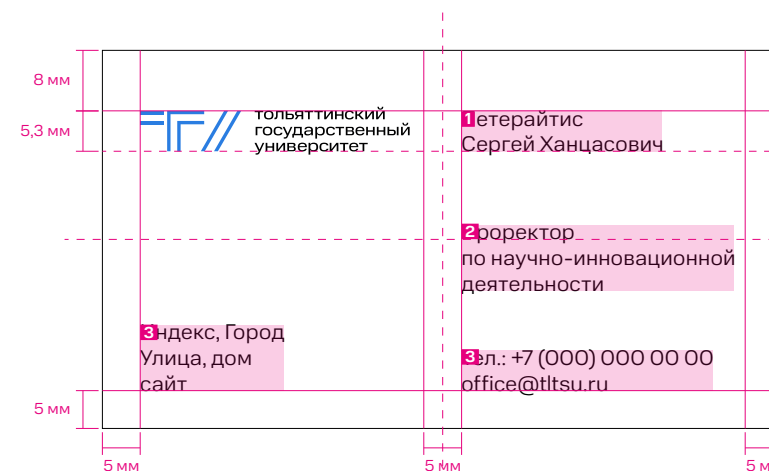 8 мм
5,3 мм
тольяттинский
государственный
университет
1етерайтис
Сергей Ханцасович
2роректор
по научно-инновационной
деятельности
3ндекс, Город
Улица, дом
сайт
3ел.: +7 (000) 000 00 00
office@tltsu.ru
5 мм
5 мм
5 мм
5 м